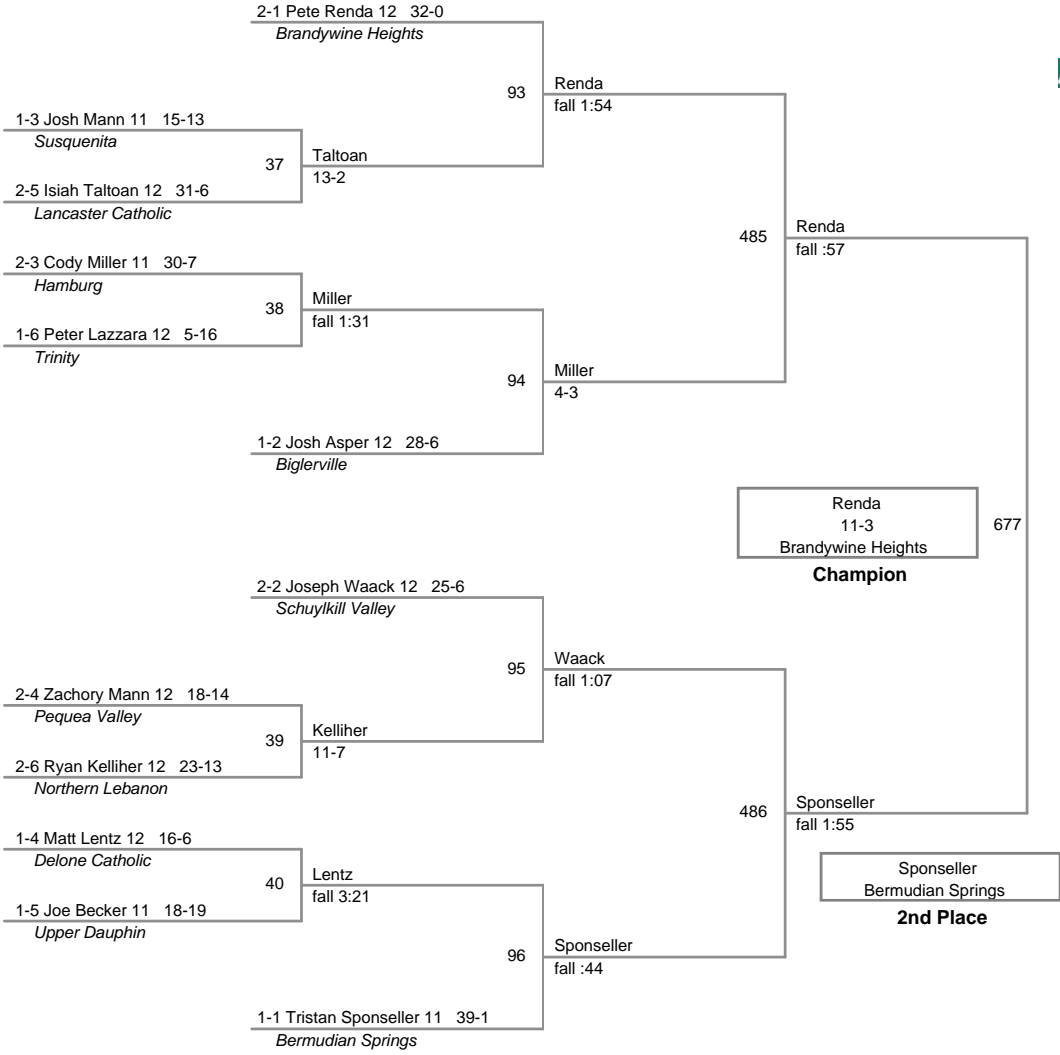 2-1 Pete Renda 12 32-0
Brandywine Heights
93
Renda
fall 1:54
1-3 Josh Mann 11 15-13
Susquenita
37
Taltoan
13-2
2-5 Isiah Taltoan 12 31-6
Lancaster Catholic
485
Renda
fall :57
2-3 Cody Miller 11 30-7
Hamburg
38
Miller
fall 1:31
1-6 Peter Lazzara 12 5-16
Trinity
94
Miller
4-3
1-2 Josh Asper 12 28-6
Biglerville
Renda
11-3
Brandywine Heights
Champion
677
2-2 Joseph Waack 12 25-6
Schuylkill Valley
95
Waack
fall 1:07
2-4 Zachory Mann 12 18-14
Pequea Valley
39
Kelliher
11-7
2-6 Ryan Kelliher 12 23-13
Northern Lebanon
486
Sponseller
fall 1:55
1-4 Matt Lentz 12 16-6
Delone Catholic
40
Lentz
fall 3:21
Sponseller
Bermudian Springs
2nd Place
1-5 Joe Becker 11 18-19
Upper Dauphin
96
Sponseller
fall :44
1-1 Tristan Sponseller 11 39-1
Bermudian Springs